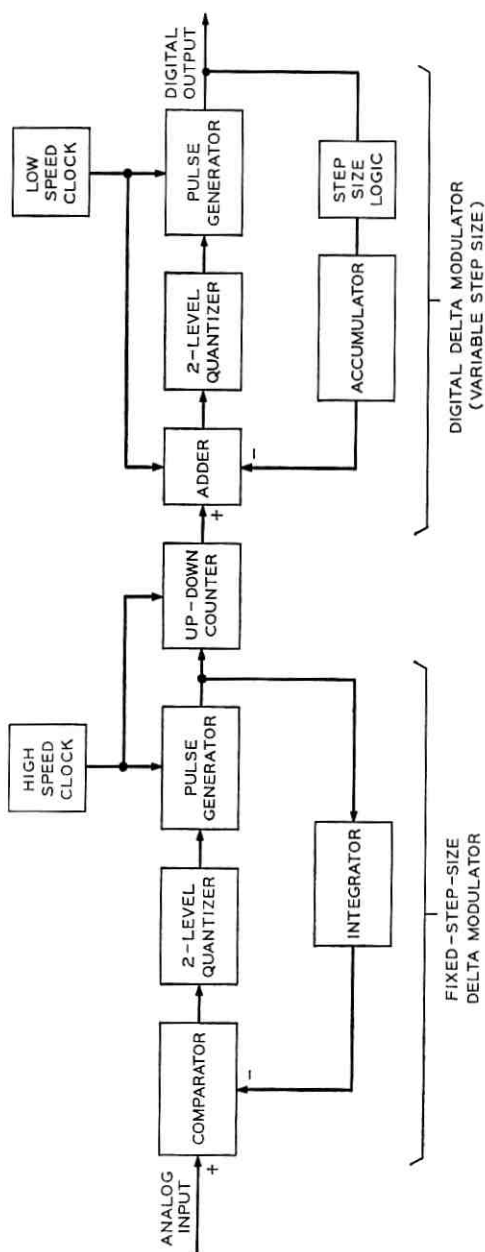 HIGH
SPEED
CLOCK
LOW
SPEED
CLOCK
ANALOG
INPUT
+
COMPARATOR
-
2-LEVEL
QUANTIZER
PULSE
GENERATOR
INTEGRATOR
UP-DOWN
COUNTER
+
ADDER
-
2-LEVEL
QUANTIZER
PULSE
GENERATOR
DIGITAL
OUTPUT
ACCUMULATOR
STEP
SIZE
LOGIC
FIXED-STEP-SIZE
DELTA MODULATOR
DIGITAL DELTA MODULATOR
(VARIABLE STEP SIZE)